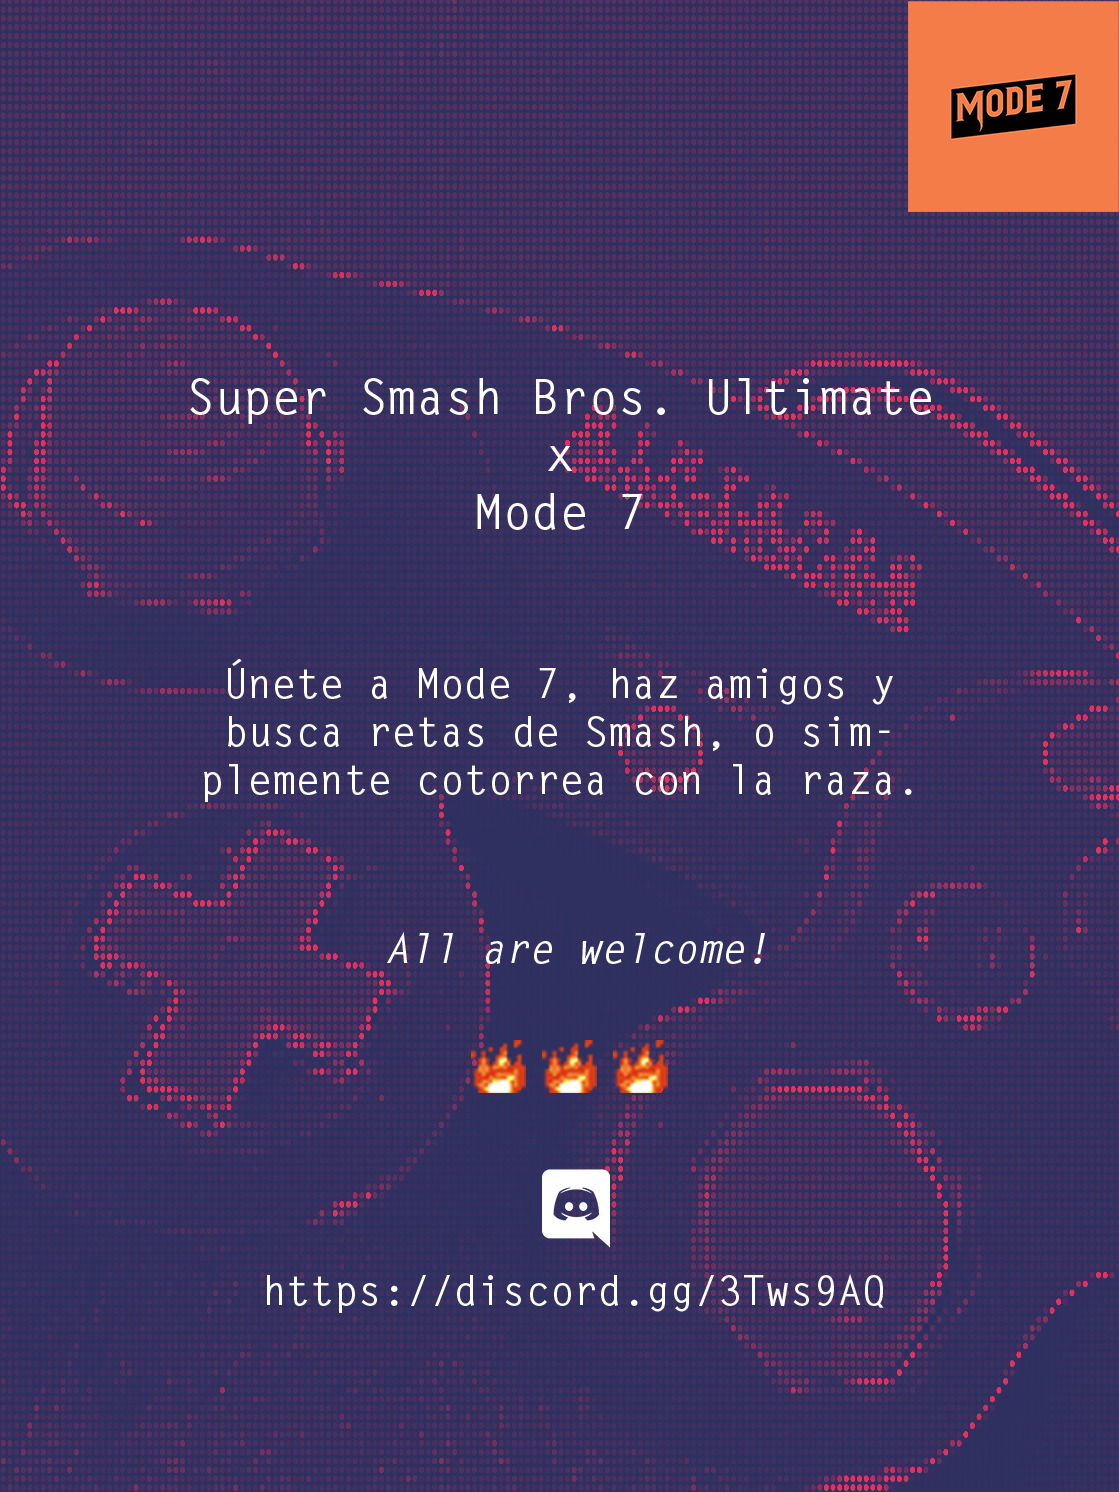 MODE 7
Super Smash Bros. Ultimate
x
Mode 7
Únete a Mode 7, haz amigos y
busca retas de Smash, o sim-
plemente cotorrea con la raza.
All are welcome!
https://discord.gg/3Tws9AQ